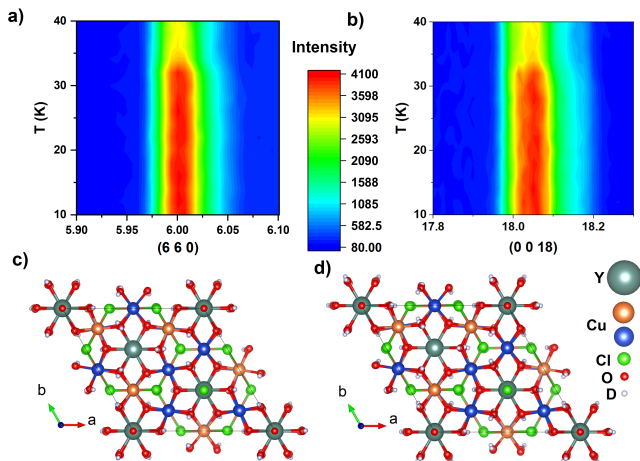 a)
40
30
20
10
T (K)
5.90 5.95 6.00 6.05 6.10
(6 6 0)
Intensity
4100
3598
3095
2593
2090
1588
1085
582.5
80.00
b)
40
30
20
10
T (K)
17.8 18.0 18.2
(0 0 18)
c)
b
a
d)
b
a
Y
Cu
Cl
O
D